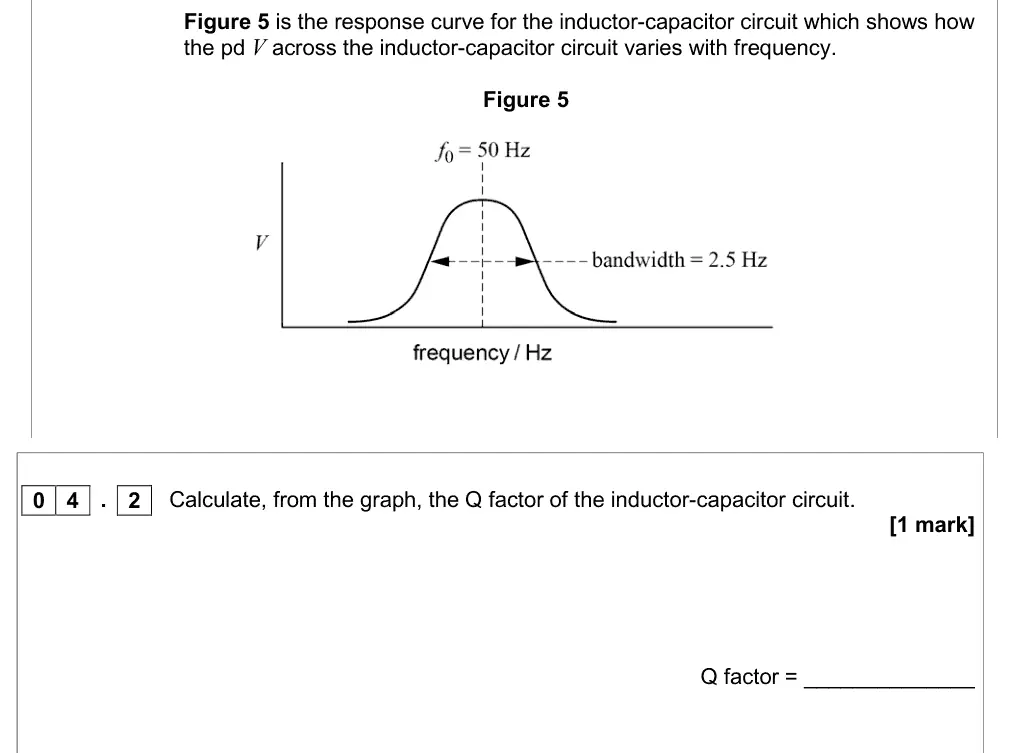 Figure 5 is the response curve for the inductor-capacitor circuit which shows how
the pd V across the inductor-capacitor circuit varies with frequency.
Figure 5
f₀ = 50 Hz
V
bandwidth = 2.5 Hz
frequency / Hz
0 4 . 2 Calculate, from the graph, the Q factor of the inductor-capacitor circuit.
[1 mark]
Q factor = ______________